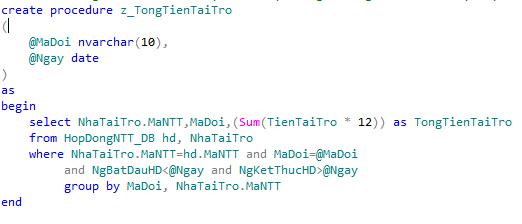 create procedure z_TongTienTaiTro
(
@MaDoi nvarchar(10),
@Ngay date
)
as
begin
select NhaTaiTro.MaNTT,MaDoi,(Sum(TienTaiTro * 12)) as TongTienTaiTro
from HopDongNTT_DB hd, NhaTaiTro
where NhaTaiTro.MaNTT=hd.MaNTT and MaDoi=@MaDoi
and NgBatDauHD<@Ngay and NgKetThucHD>@Ngay
group by MaDoi, NhaTaiTro.MaNTT
end